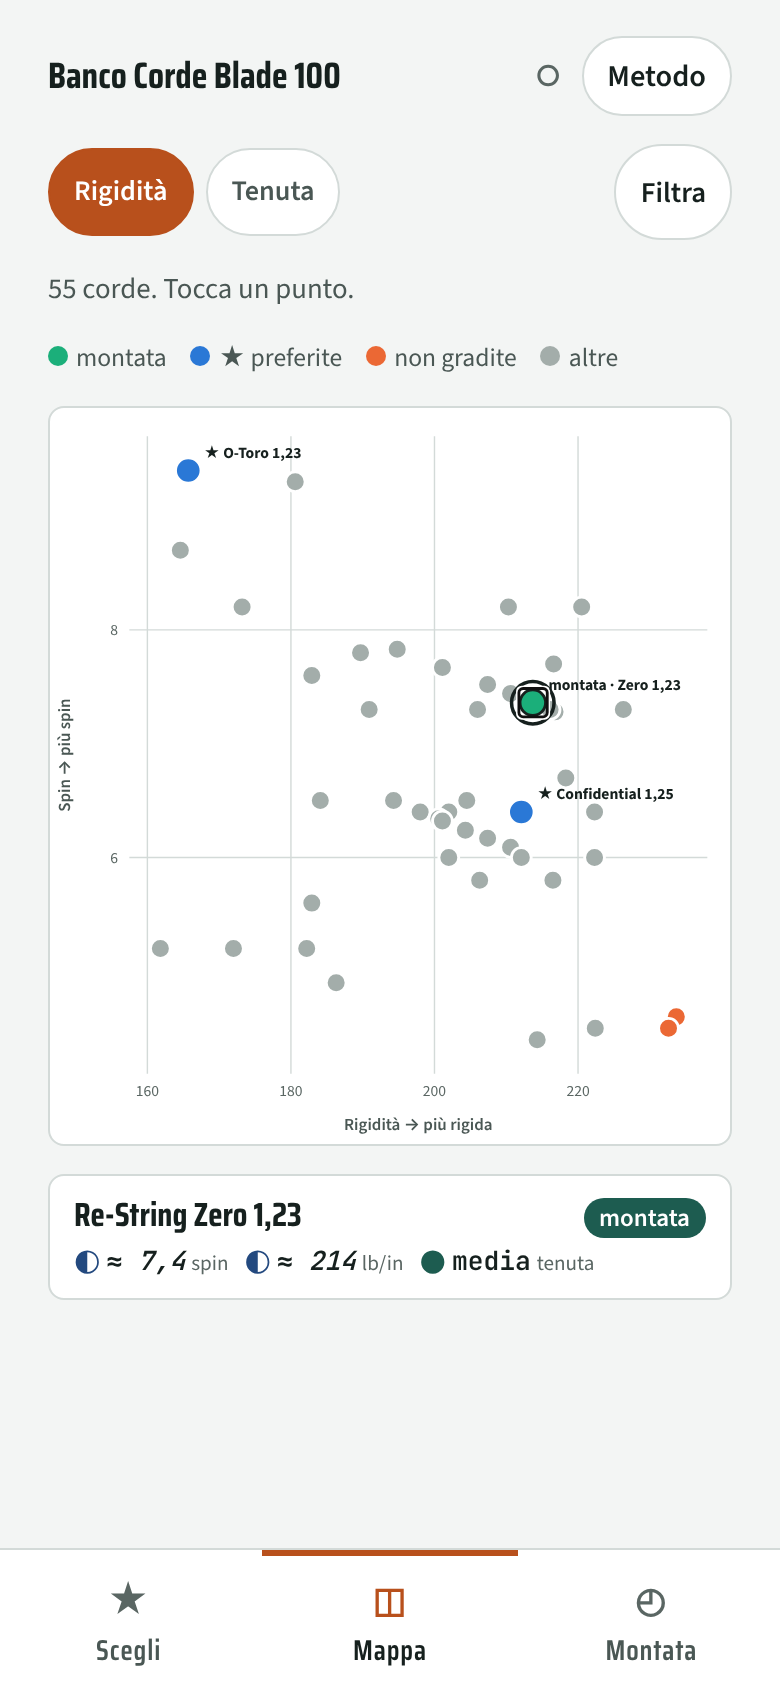 Banco Corde Blade 100
Metodo
Rigidità
Tenuta
Filtra
55 corde. Tocca un punto.
montata ★ preferite non gradite altre
★ O-Toro 1,23
8
montata · Zero 1,23
Spin → più spin
★ Confidential 1,25
6
160 180 200 220
Rigidità → più rigida
Re-String Zero 1,23
montata
≈ 7,4 spin ≈ 214 lb/in media tenuta
Scegli
Mappa
Montata